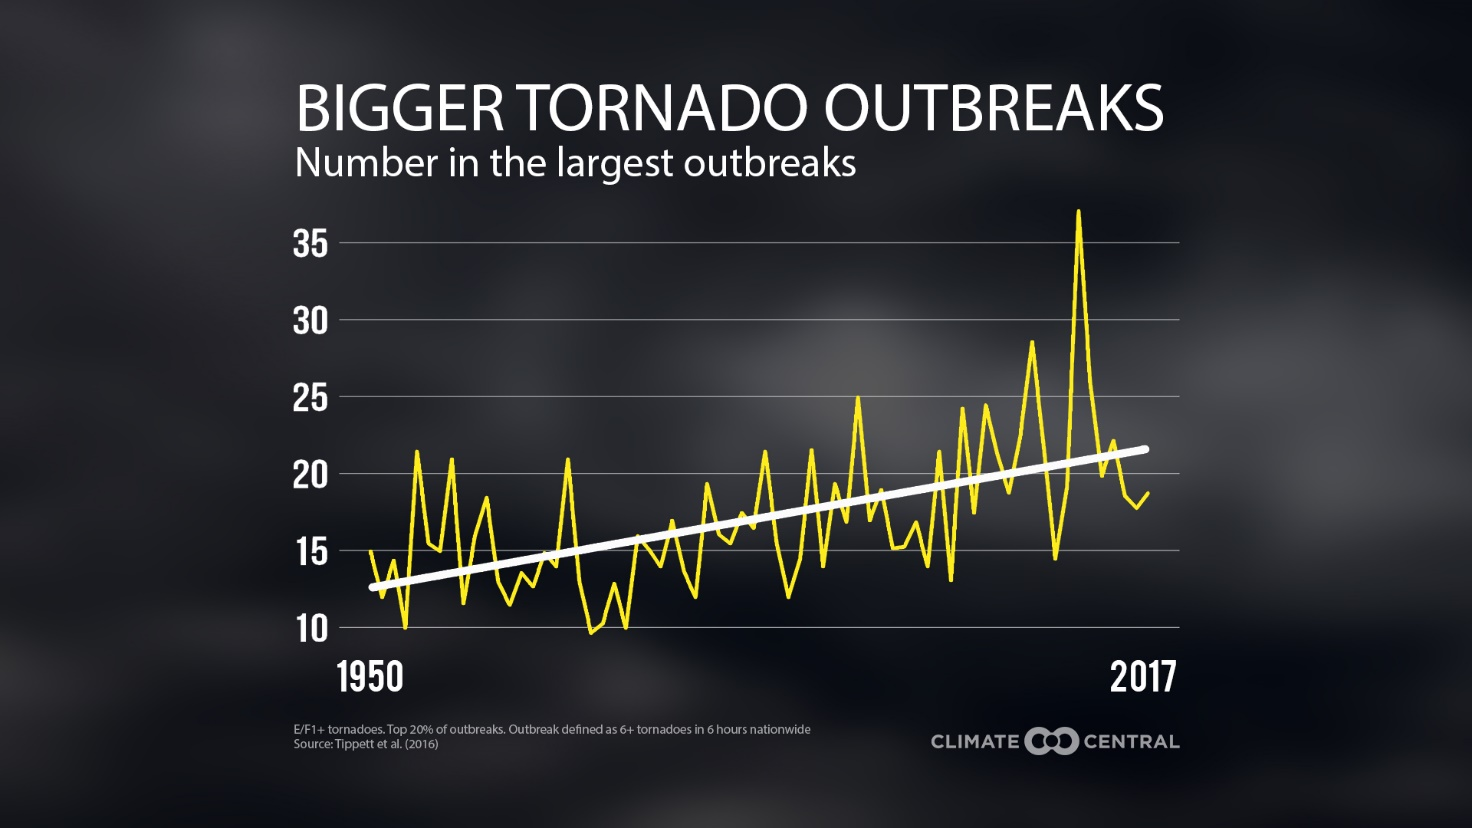 BIGGER TORNADO OUTBREAKS
Number in the largest outbreaks
35
30
25
20
15
10
1950 2017
E/F1+ tornadoes. Top 20% of outbreaks. Outbreak defined as 6+ tornadoes in 6 hours nationwide
Source: Tippett et al. (2016)
CLIMATE CENTRAL